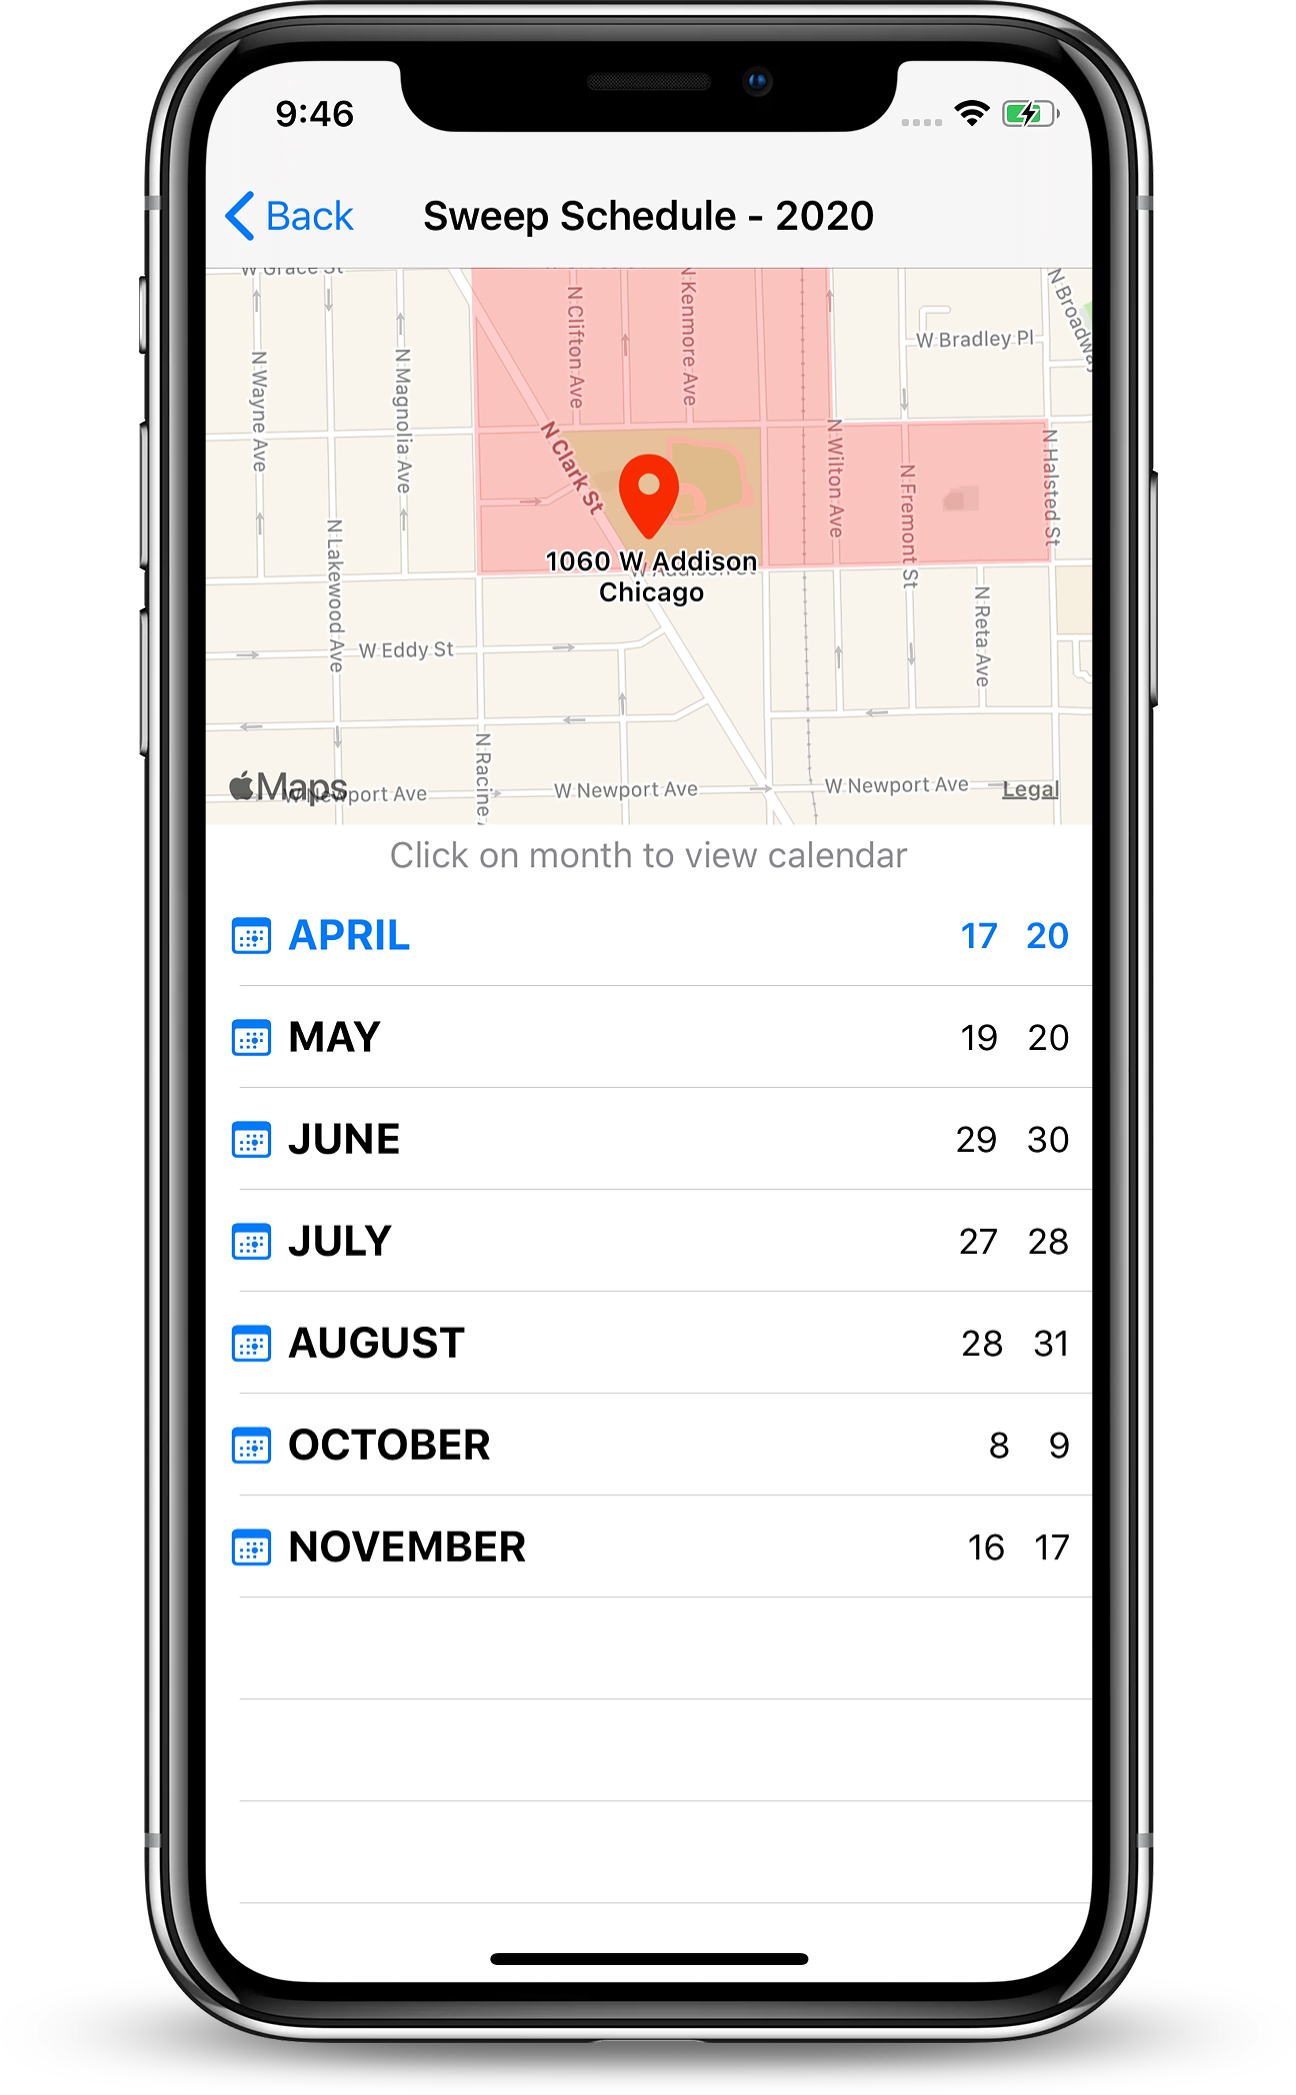 9:46
Back
Sweep Schedule - 2020
W Grace St
N Wayne Ave
N Lakewood Ave
N Magnolia Ave
N Clifton Ave
N Kenmore Ave
N Clark St
W Bradley Pl
N Broadway
N Wilton Ave
N Fremont St
N Halsted St
N Reta Ave
1060 W Addison
Chicago
W Addison St
W Eddy St
N Racine
Maps
W Newport Ave
W Newport Ave
W Newport Ave
Legal
Click on month to view calendar
APRIL 17 20
MAY 19 20
JUNE 29 30
JULY 27 28
AUGUST 28 31
OCTOBER 8 9
NOVEMBER 16 17